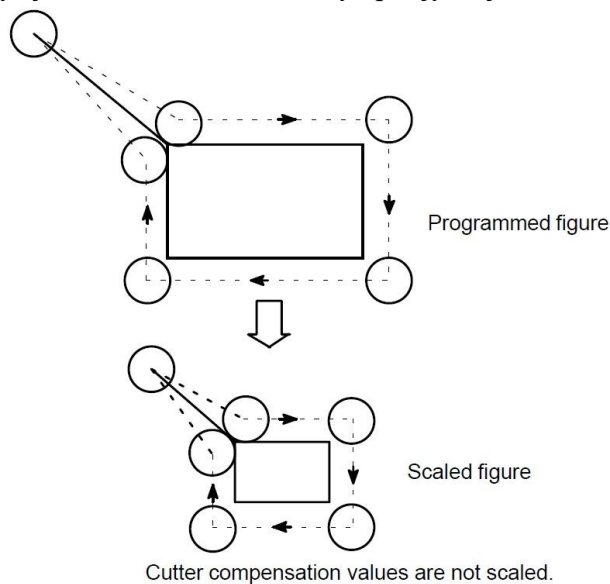 Programmed figure
Scaled figure
Cutter compensation values are not scaled.